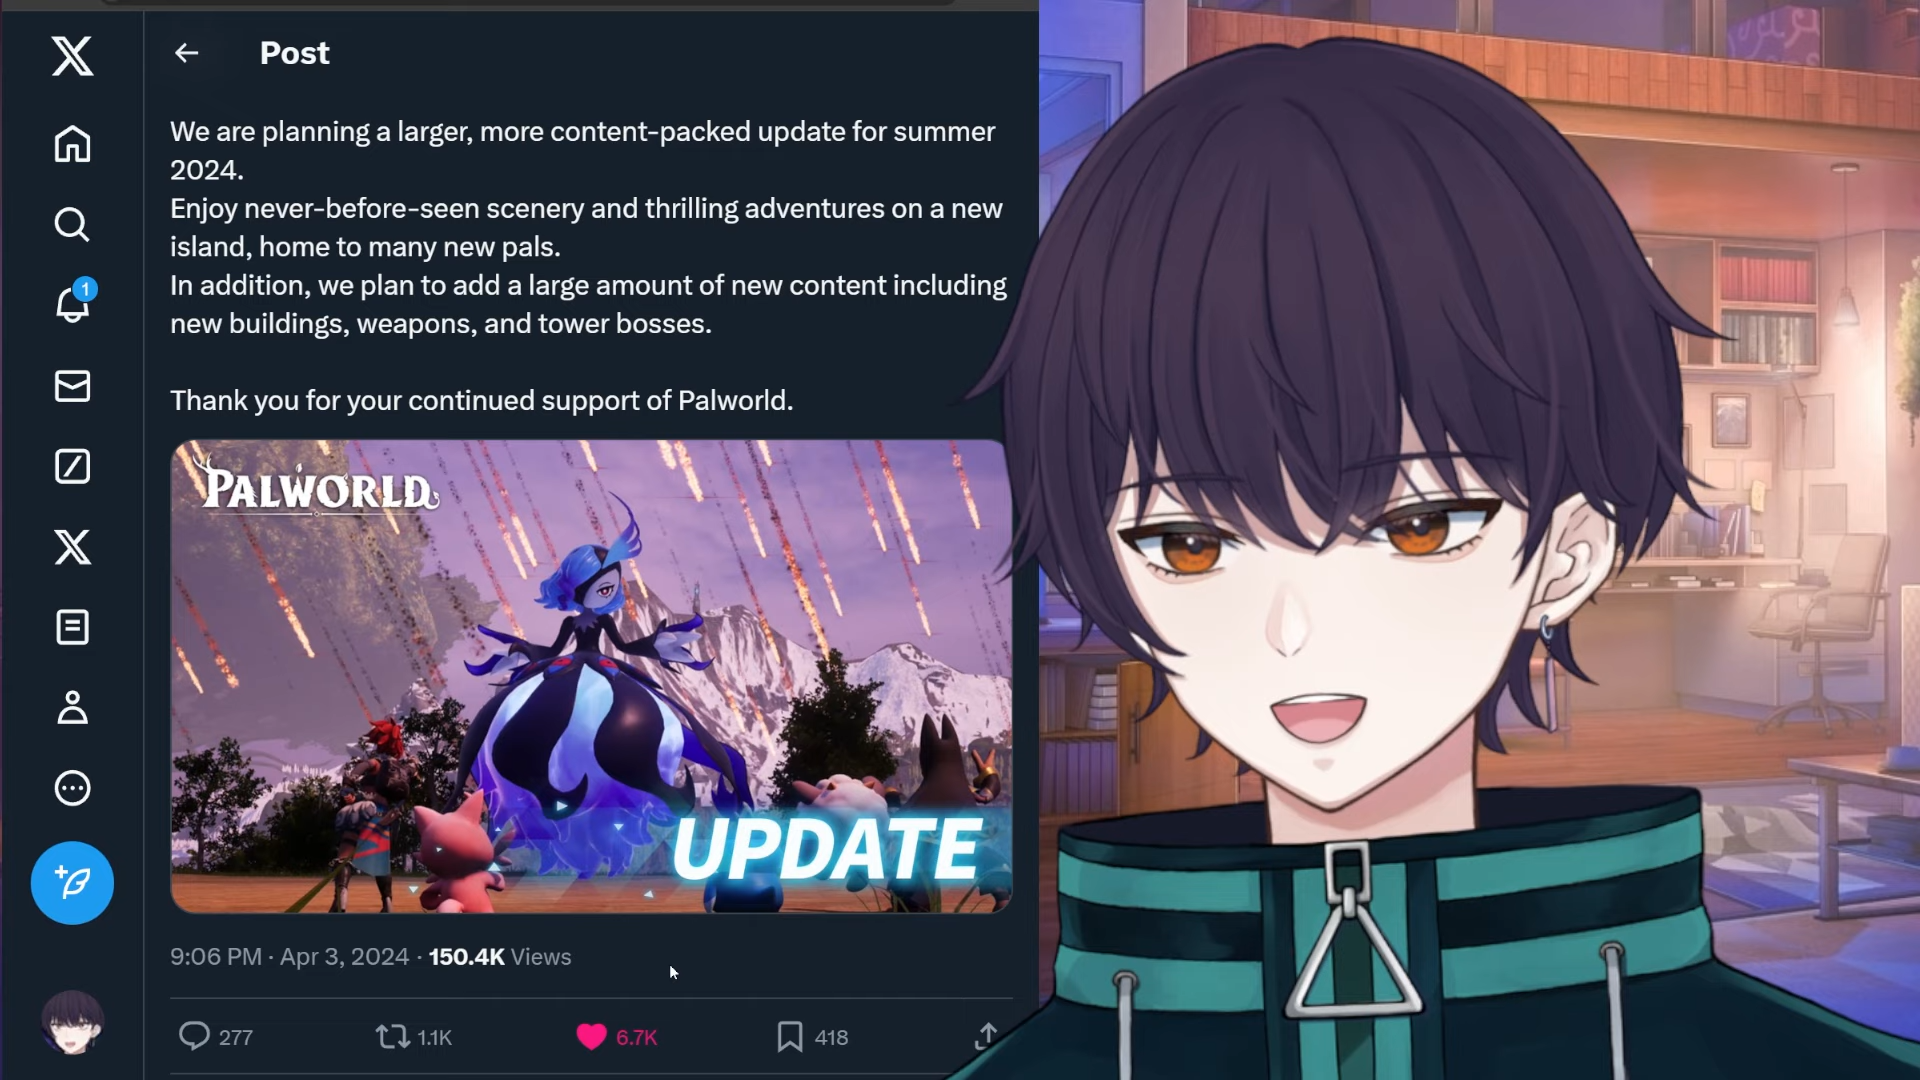 Post
We are planning a larger, more content-packed update for summer
2024.
Enjoy never-before-seen scenery and thrilling adventures on a new
island, home to many new pals.
In addition, we plan to add a large amount of new content including
new buildings, weapons, and tower bosses.
Thank you for your continued support of Palworld.
PALWORLD
UPDATE
9:06 PM · Apr 3, 2024 · 150.4K Views
277 1.1K 6.7K 418
1